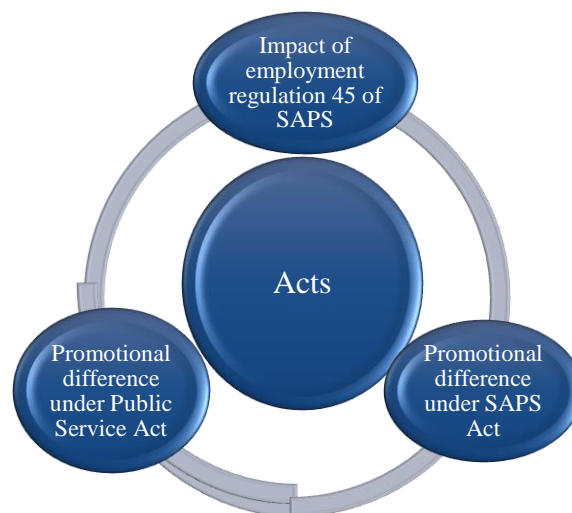 Impact of
employment
regulation 45 of
SAPS
Acts
Promotional
difference
under Public
Service Act
Promotional
difference
under SAPS
Act